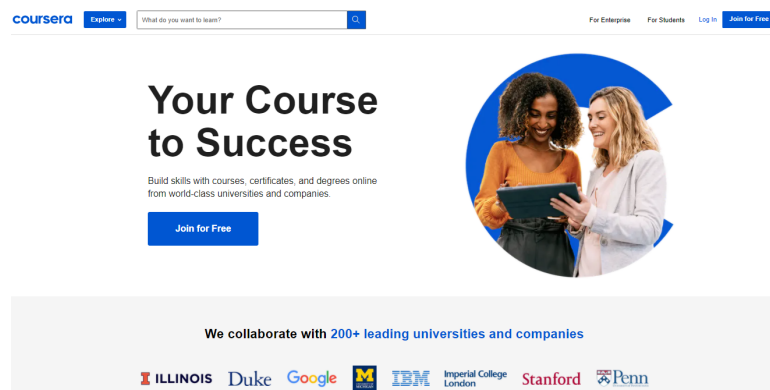 coursera Explore What do you want to learn? For Enterprise For Students Log In Join for Free
Your Course
to Success
Build skills with courses, certificates, and degrees online
from world-class universities and companies.
Join for Free
We collaborate with 200+ leading universities and companies
I ILLINOIS Duke Google M IBM Imperial College London Stanford Penn